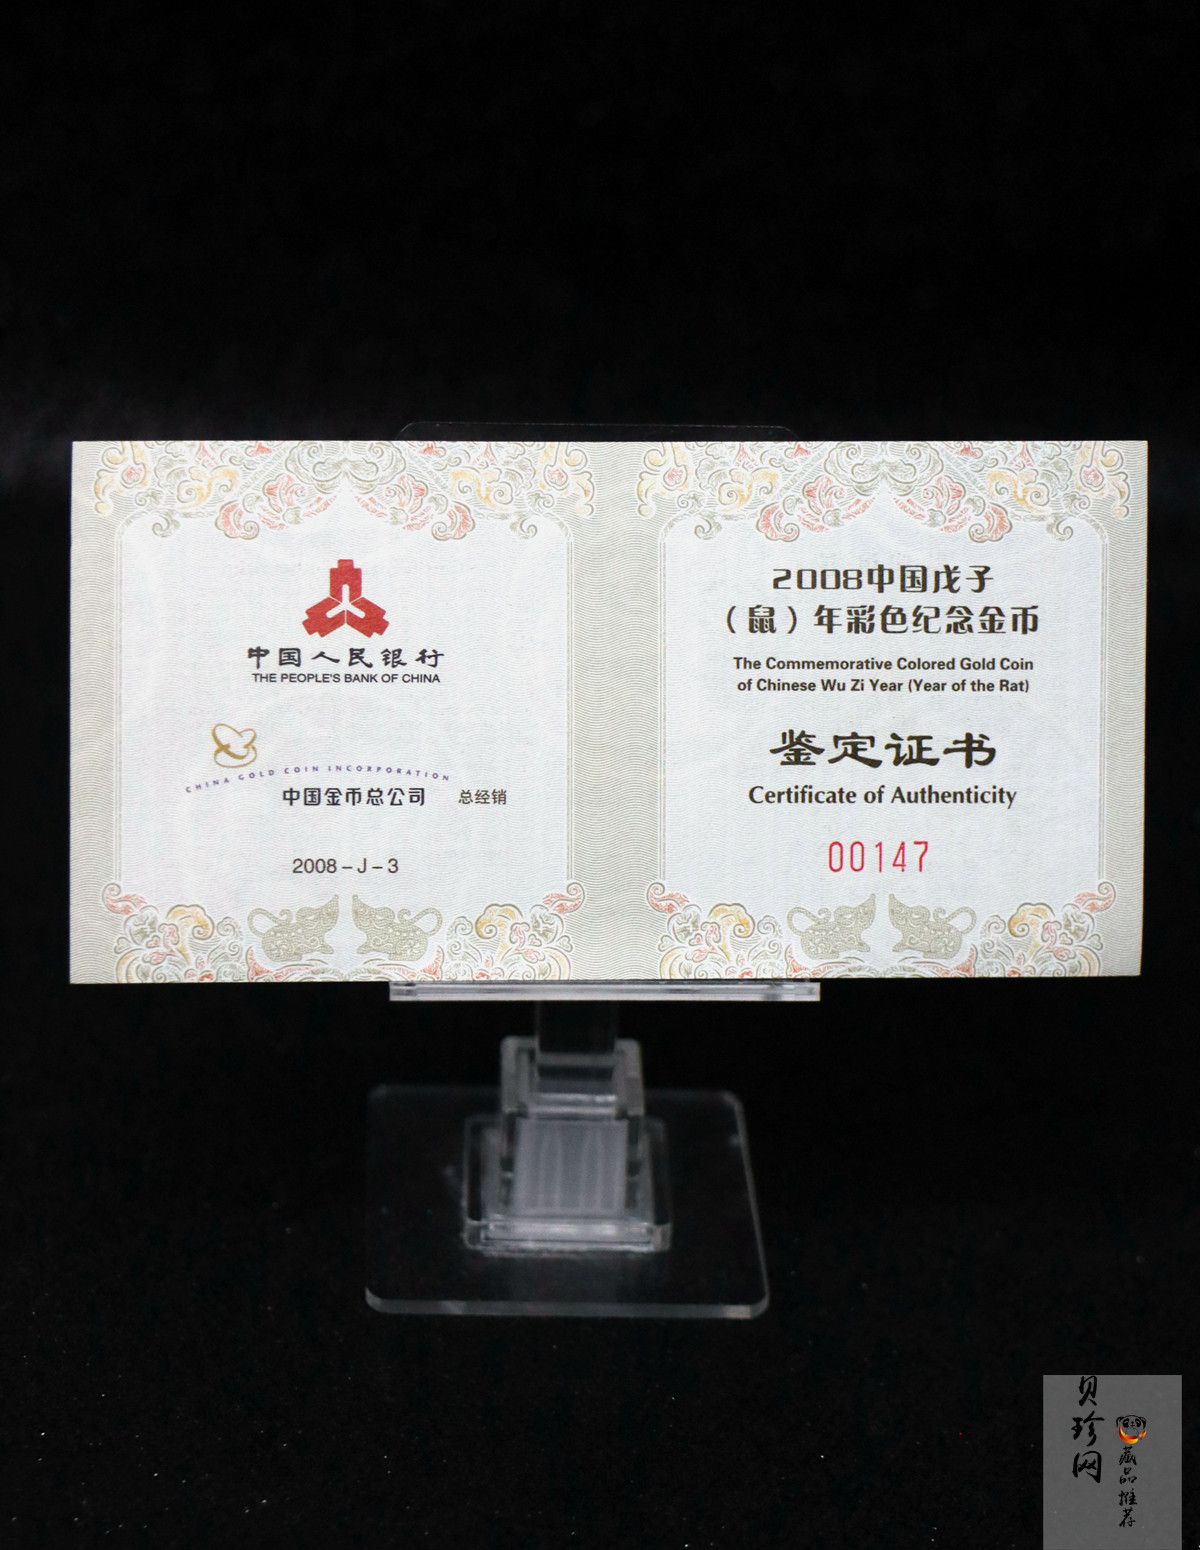 中国人民银行
THE PEOPLE'S BANK OF CHINA
CHINA GOLD COIN INCORPORATION
中国金币总公司 总经销
2008－J－3
2008中国戊子
（鼠）年彩色纪念金币
The Commemorative Colored Gold Coin
of Chinese Wu Zi Year (Year of the Rat)
鉴定证书
Certificate of Authenticity
00147
贝珍网
藏品推荐